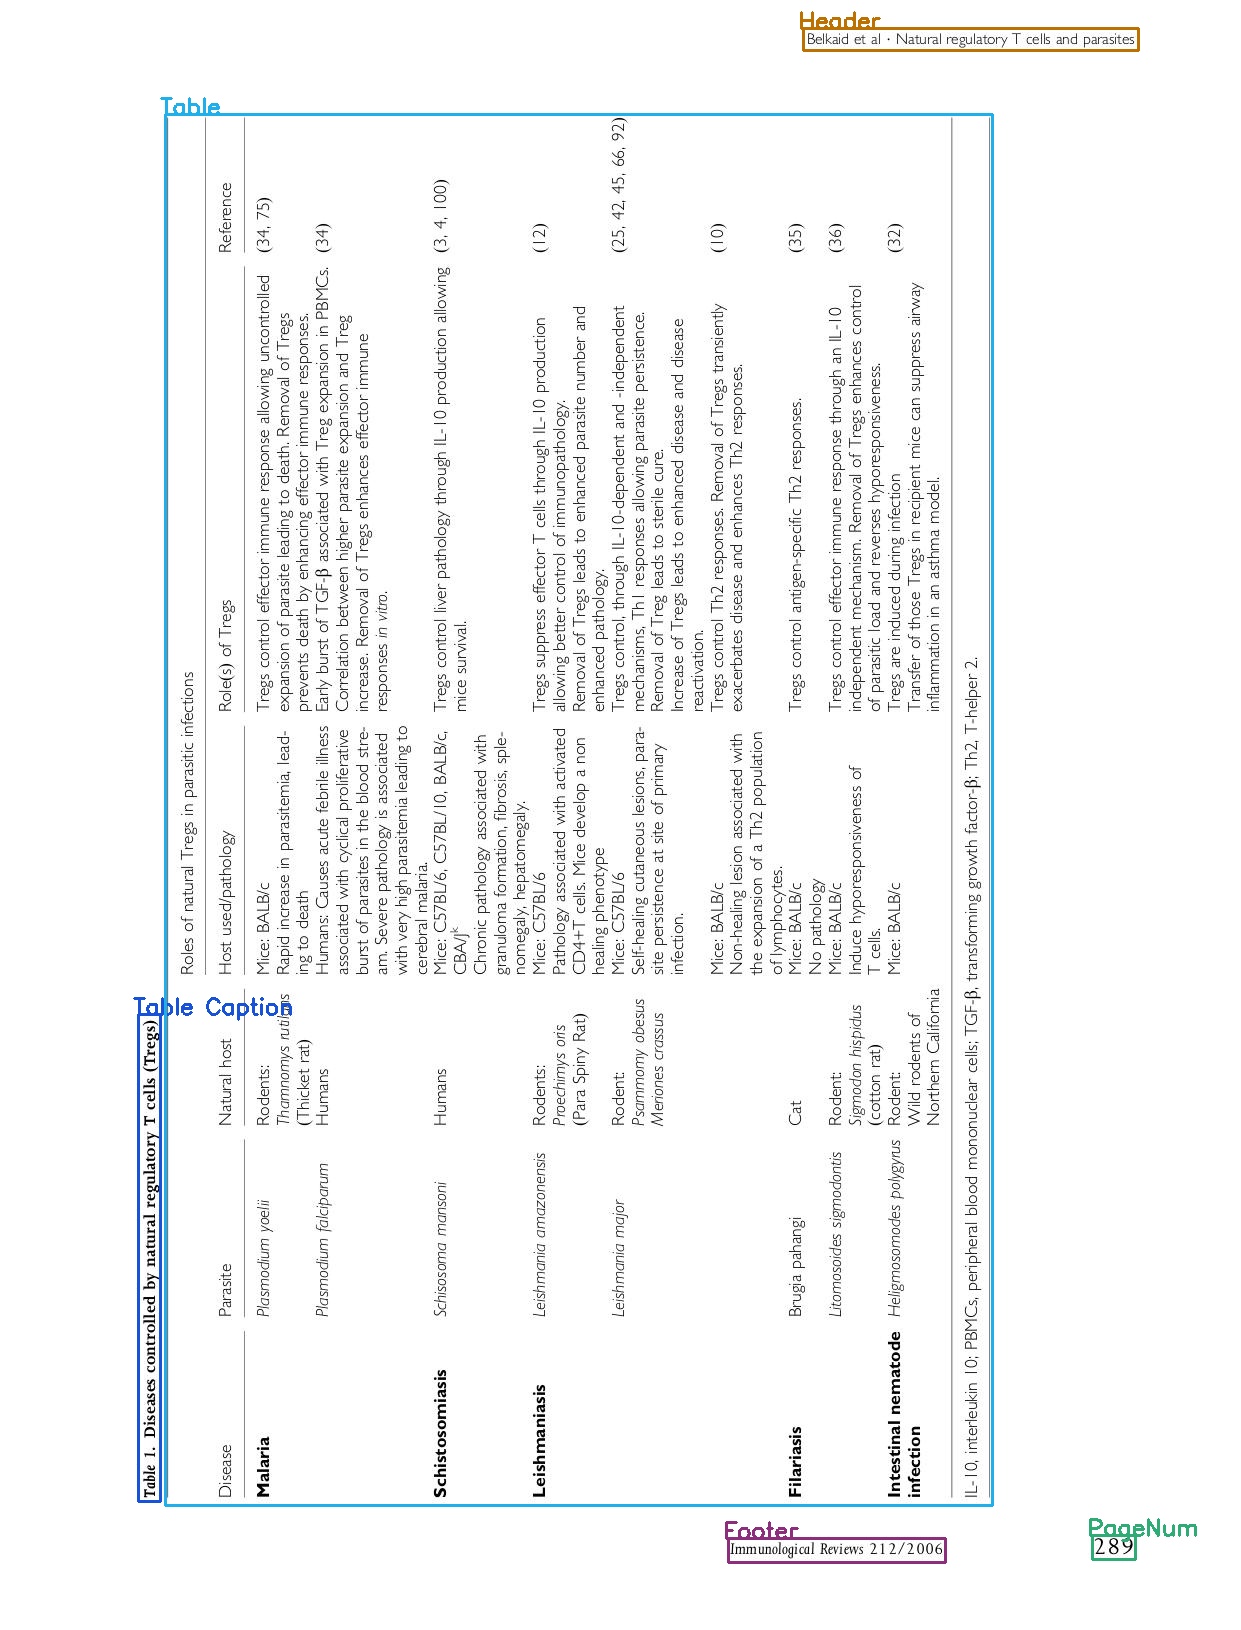 Header
Belkaid et al · Natural regulatory T cells and parasites
Table Caption
Table 1. Diseases controlled by natural regulatory T cells (Tregs)
Table
Roles of natural Tregs in parasitic infections
Disease Parasite Natural host Host used/pathology Role(s) of Tregs Reference
Malaria Plasmodium yoelii Rodents: Mice: BALB/c Tregs control effector immune response allowing uncontrolled (34, 75)
Thamnomys rutilans Rapid increase in parasitemia, lead- expansion of parasite leading to death. Removal of Tregs
(Thicket rat) ing to death prevents death by enhancing effector immune responses.
Plasmodium falciparum Humans Humans: Causes acute febrile illness Early burst of TGF-β associated with Treg expansion in PBMCs. (34)
associated with cyclical proliferative Correlation between higher parasite expansion and Treg
burst of parasites in the blood stre- increase. Removal of Tregs enhances effector immune
am. Severe pathology is associated responses in vitro.
with very high parasitemia leading to
cerebral malaria.
Schistosomiasis Schisosoma mansoni Humans Mice: C57BL/6, C57BL/10, BALB/c, Tregs control liver pathology through IL-10 production allowing (3, 4, 100)
CBA/Jk mice survival.
Chronic pathology associated with
granuloma formation, fibrosis, sple-
nomegaly, hepatomegaly.
Leishmaniasis Leishmania amazonensis Rodents: Mice: C57BL/6 Tregs suppress effector T cells through IL-10 production (12)
Proechimys oris Pathology associated with activated allowing better control of immunopathology.
(Para Spiny Rat) CD4+T cells. Mice develop a non Removal of Tregs leads to enhanced parasite number and
healing phenotype enhanced pathology.
Leishmania major Rodent: Mice: C57BL/6 Tregs control, through IL-10-dependent and -independent (25, 42, 45, 66, 92)
Psammomy obesus Self-healing cutaneous lesions, para- mechanisms, Th1 responses allowing parasite persistence.
Meriones crassus site persistence at site of primary Removal of Treg leads to sterile cure.
infection. Increase of Tregs leads to enhanced disease and disease
reactivation.
Mice: BALB/c Tregs control Th2 responses. Removal of Tregs transiently (10)
Non-healing lesion associated with exacerbates disease and enhances Th2 responses.
the expansion of a Th2 population
of lymphocytes.
Filariasis Brugia pahangi Cat Mice: BALB/c Tregs control antigen-specific Th2 responses. (35)
No pathology
Litomosoides sigmodontis Rodent: Mice: BALB/c Tregs control effector immune response through an IL-10 (36)
Sigmodon hispidus Induce hyporesponsiveness of independent mechanism. Removal of Tregs enhances control
(cotton rat) T cells. of parasitic load and reverses hyporesponsiveness.
Intestinal nematode Heligmosomodes polygyrus Rodent: Mice: BALB/c Tregs are induced during infection (32)
infection Wild rodents of Transfer of those Tregs in recipient mice can suppress airway
Northern California inflammation in an asthma model.
IL-10, interleukin 10; PBMCs, peripheral blood mononuclear cells; TGF-β, transforming growth factor-β; Th2, T-helper 2.
Footer
Immunological Reviews 212/2006
PageNum
289